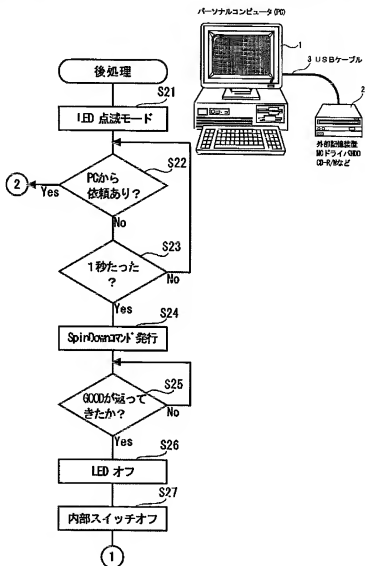 パーソナルコンピュータ(PC)
1
3 USBケーブル
2
外部記憶装置
MOドライバHDD
CD-R/Wなど
後処理
S21
LED 点滅モード
S22
PCから
依頼あり?
Yes
2
No
S23
1秒たった
?
No
Yes
S24
SpinDownコマンド発行
S25
GOODが返って
きたか?
No
Yes
S26
LED オフ
S27
内部スイッチオフ
1